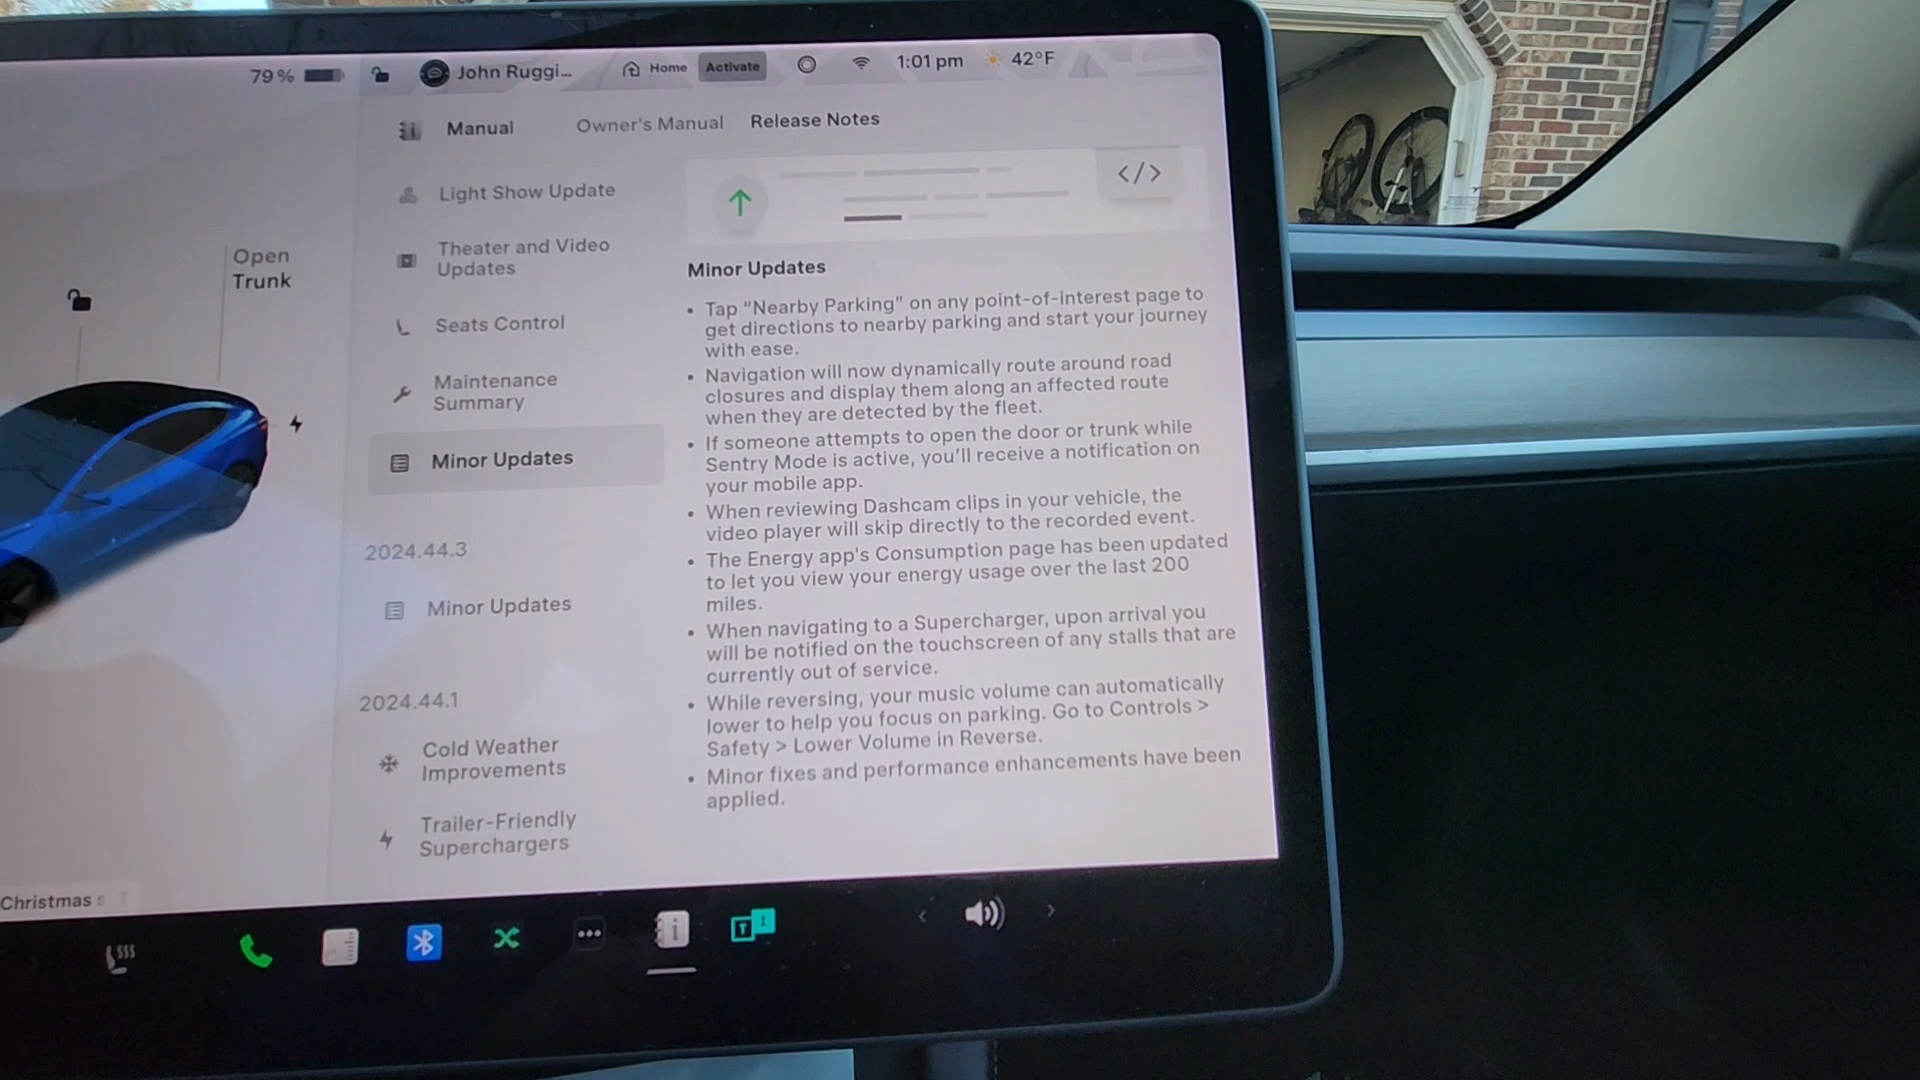 79%
John Ruggi...
Home
Activate
1:01 pm
42°F
Manual
Owner's Manual
Release Notes
Open
Trunk
Light Show Update
Theater and Video
Updates
Seats Control
Maintenance
Summary
Minor Updates
2024.44.3
Minor Updates
2024.44.1
Cold Weather
Improvements
Trailer-Friendly
Superchargers
</>
Minor Updates
• Tap “Nearby Parking” on any point-of-interest page to
get directions to nearby parking and start your journey
with ease.
• Navigation will now dynamically route around road
closures and display them along an affected route
when they are detected by the fleet.
• If someone attempts to open the door or trunk while
Sentry Mode is active, you’ll receive a notification on
your mobile app.
• When reviewing Dashcam clips in your vehicle, the
video player will skip directly to the recorded event.
• The Energy app's Consumption page has been updated
to let you view your energy usage over the last 200
miles.
• When navigating to a Supercharger, upon arrival you
will be notified on the touchscreen of any stalls that are
currently out of service.
• While reversing, your music volume can automatically
lower to help you focus on parking. Go to Controls >
Safety > Lower Volume in Reverse.
• Minor fixes and performance enhancements have been
applied.
Christmas